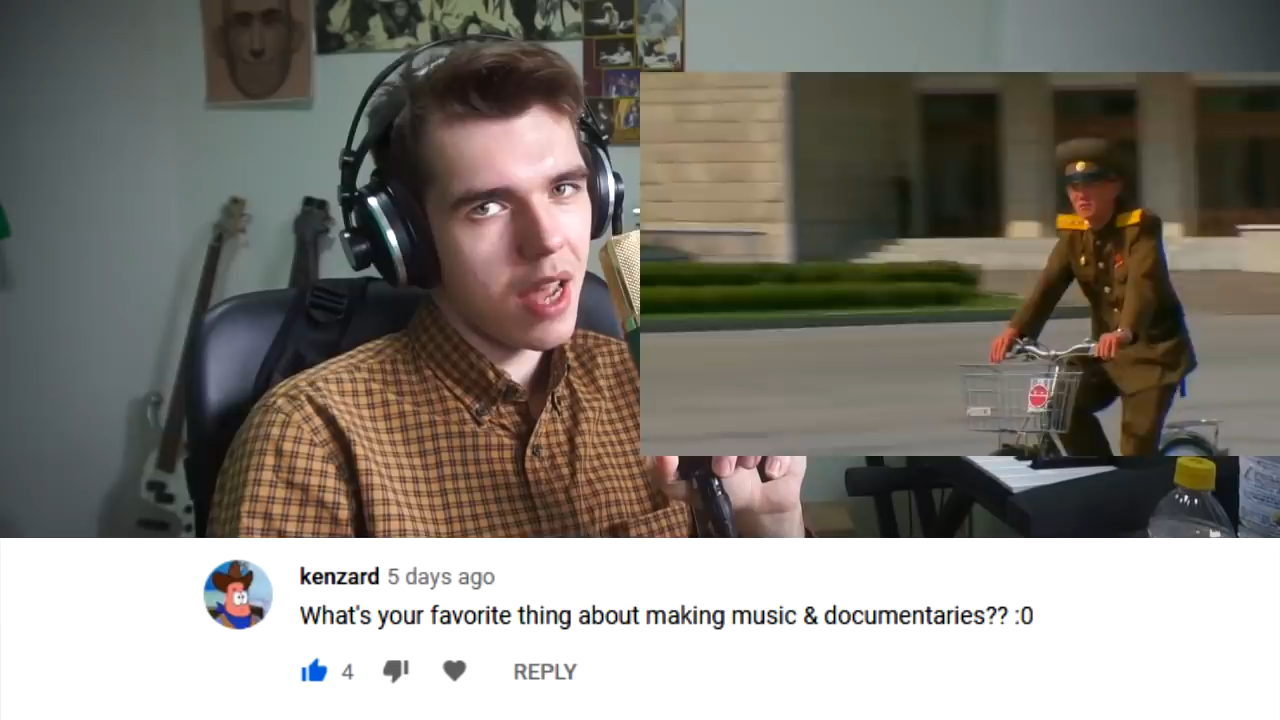 kenzard 5 days ago
What's your favorite thing about making music & documentaries?? :0
4 REPLY